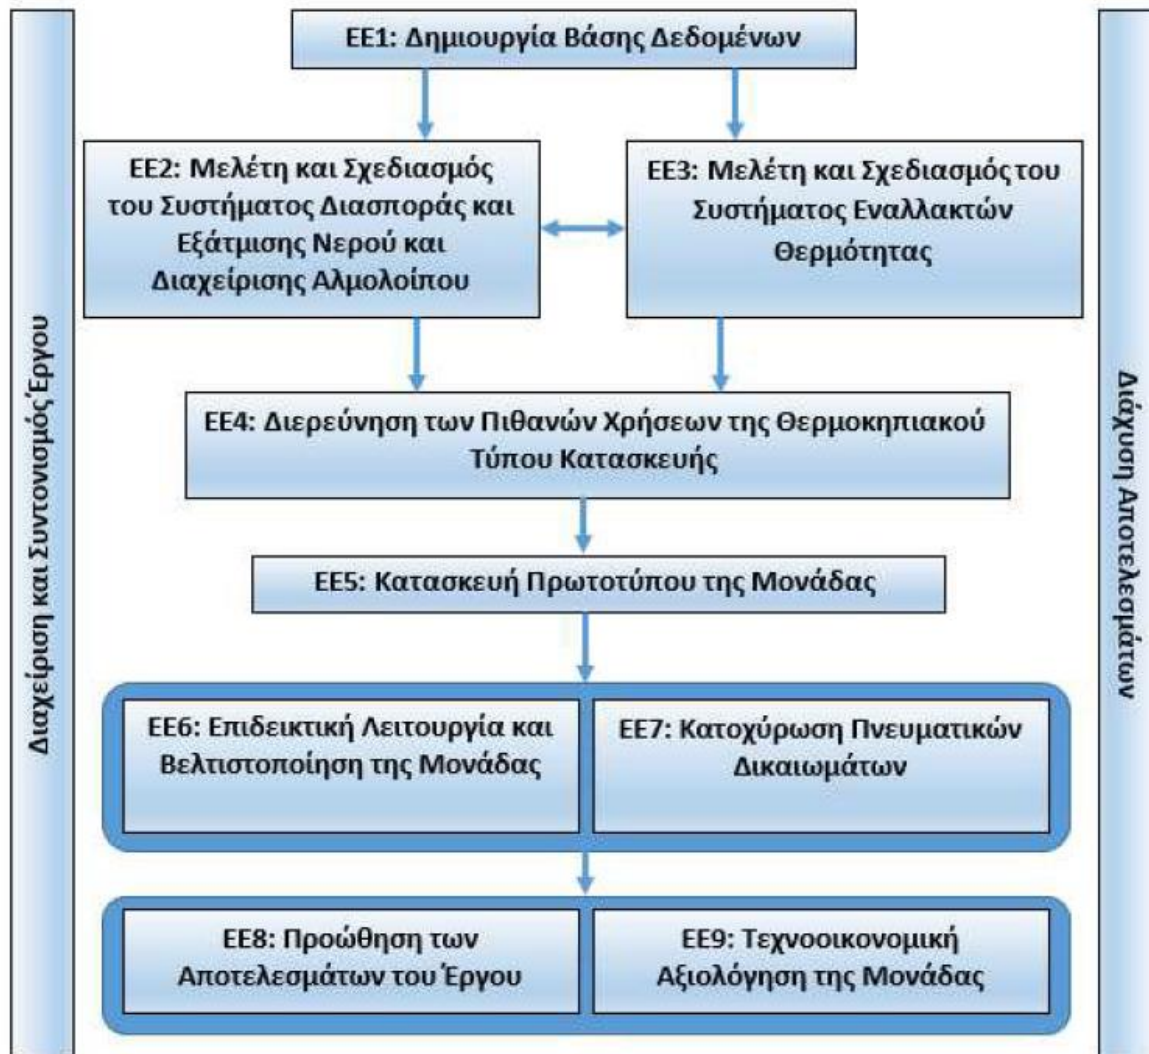 Διαχείριση και Συντονισμός Έργου
ΕΕ1: Δημιουργία Βάσης Δεδομένων
ΕΕ2: Μελέτη και Σχεδιασμός
του Συστήματος Διασποράς και
Εξάτμισης Νερού και
Διαχείρισης Αλμολοίπου
ΕΕ3: Μελέτη και Σχεδιασμός του
Συστήματος Εναλλακτών
Θερμότητας
ΕΕ4: Διερεύνηση των Πιθανών Χρήσεων της Θερμοκηπιακού
Τύπου Κατασκευής
ΕΕ5: Κατασκευή Πρωτοτύπου της Μονάδας
ΕΕ6: Επιδεικτική Λειτουργία και
Βελτιστοποίηση της Μονάδας
ΕΕ7: Κατοχύρωση Πνευματικών
Δικαιωμάτων
ΕΕ8: Προώθηση των
Αποτελεσμάτων του Έργου
ΕΕ9: Τεχνοοικονομική
Αξιολόγηση της Μονάδας
Διάχυση Αποτελεσμάτων